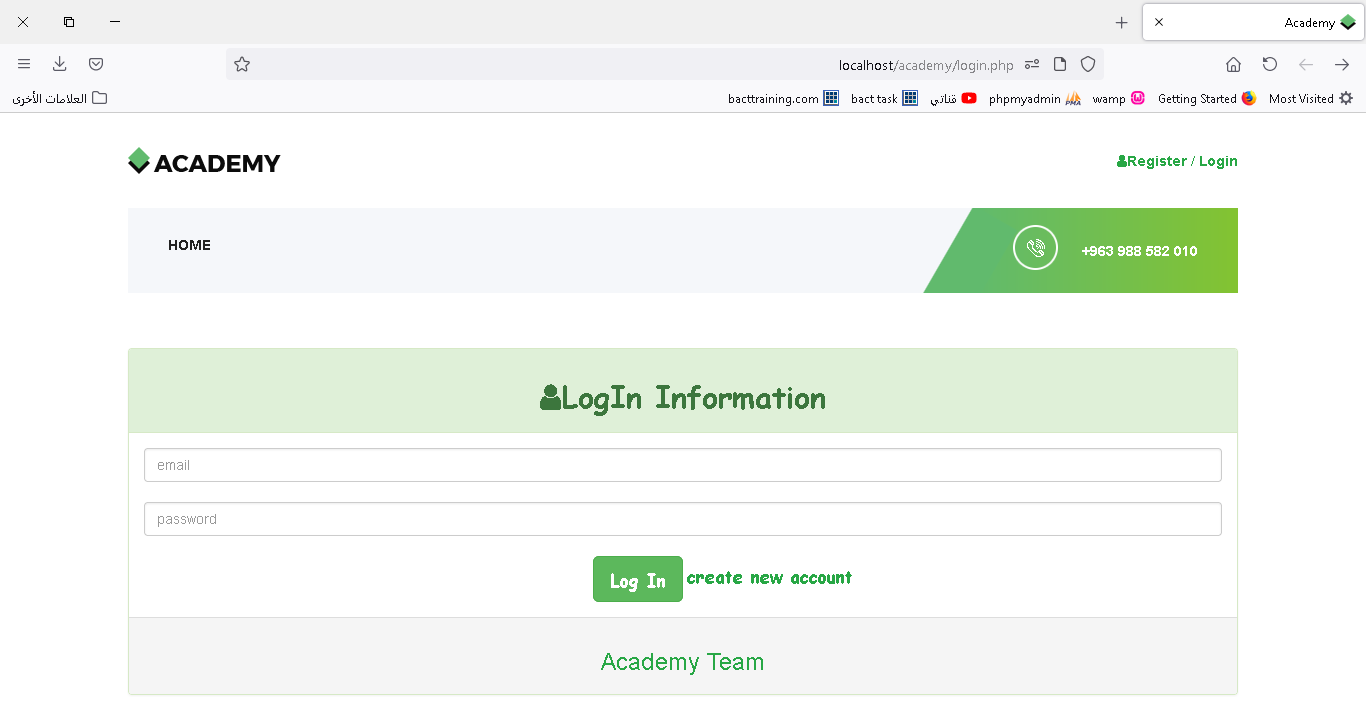 Academy
localhost/academy/login.php
Most Visited
Getting Started
wamp
phpmyadmin
قناتي
bact task
bacttraining.com
العلامات الأخرى
ACADEMY
Register / Login
HOME
+963 988 582 010
LogIn Information
email
password
Log In create new account
Academy Team